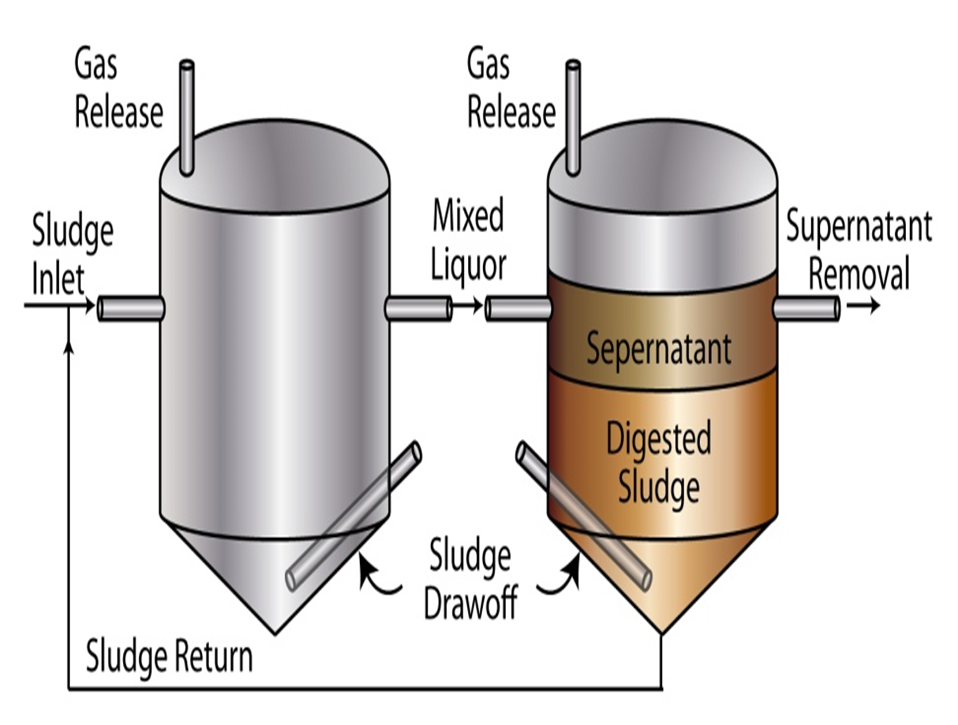 Gas
Release
Gas
Release
Sludge
Inlet
Mixed
Liquor
Supernatant
Removal
Sepernatant
Digested
Sludge
Sludge
Drawoff
Sludge Return